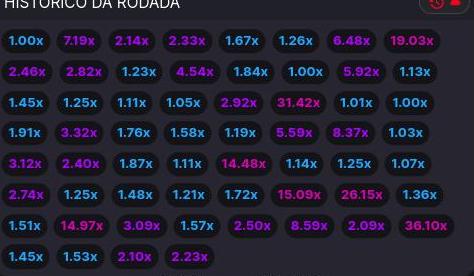 HISTÓRICO DA RODADA
1.00x 7.19x 2.14x 2.33x 1.67x 1.26x 6.48x 19.03x
2.46x 2.82x 1.23x 4.54x 1.84x 1.00x 5.92x 1.13x
1.45x 1.25x 1.11x 1.05x 2.92x 31.42x 1.01x 1.00x
1.91x 3.32x 1.76x 1.58x 1.19x 5.59x 8.37x 1.03x
3.12x 2.40x 1.87x 1.11x 14.48x 1.14x 1.25x 1.07x
2.74x 1.25x 1.48x 1.21x 1.72x 15.09x 26.15x 1.36x
1.51x 14.97x 3.09x 1.57x 2.50x 8.59x 2.09x 36.10x
1.45x 1.53x 2.10x 2.23x